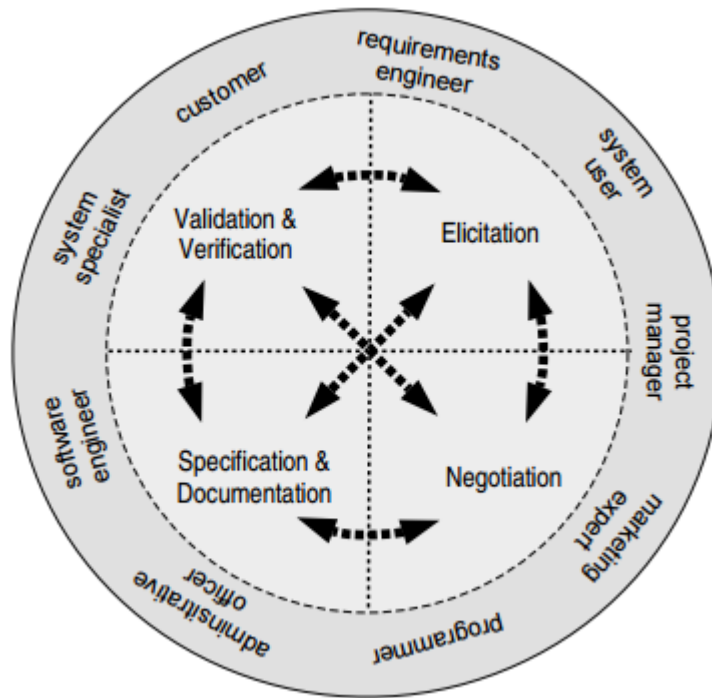 requirements
engineer
system
user
project
manager
marketing
expert
programmer
adminsitrative
officer
software
engineer
system
specialist
customer
Validation &
Verification
Elicitation
Specification &
Documentation
Negotiation